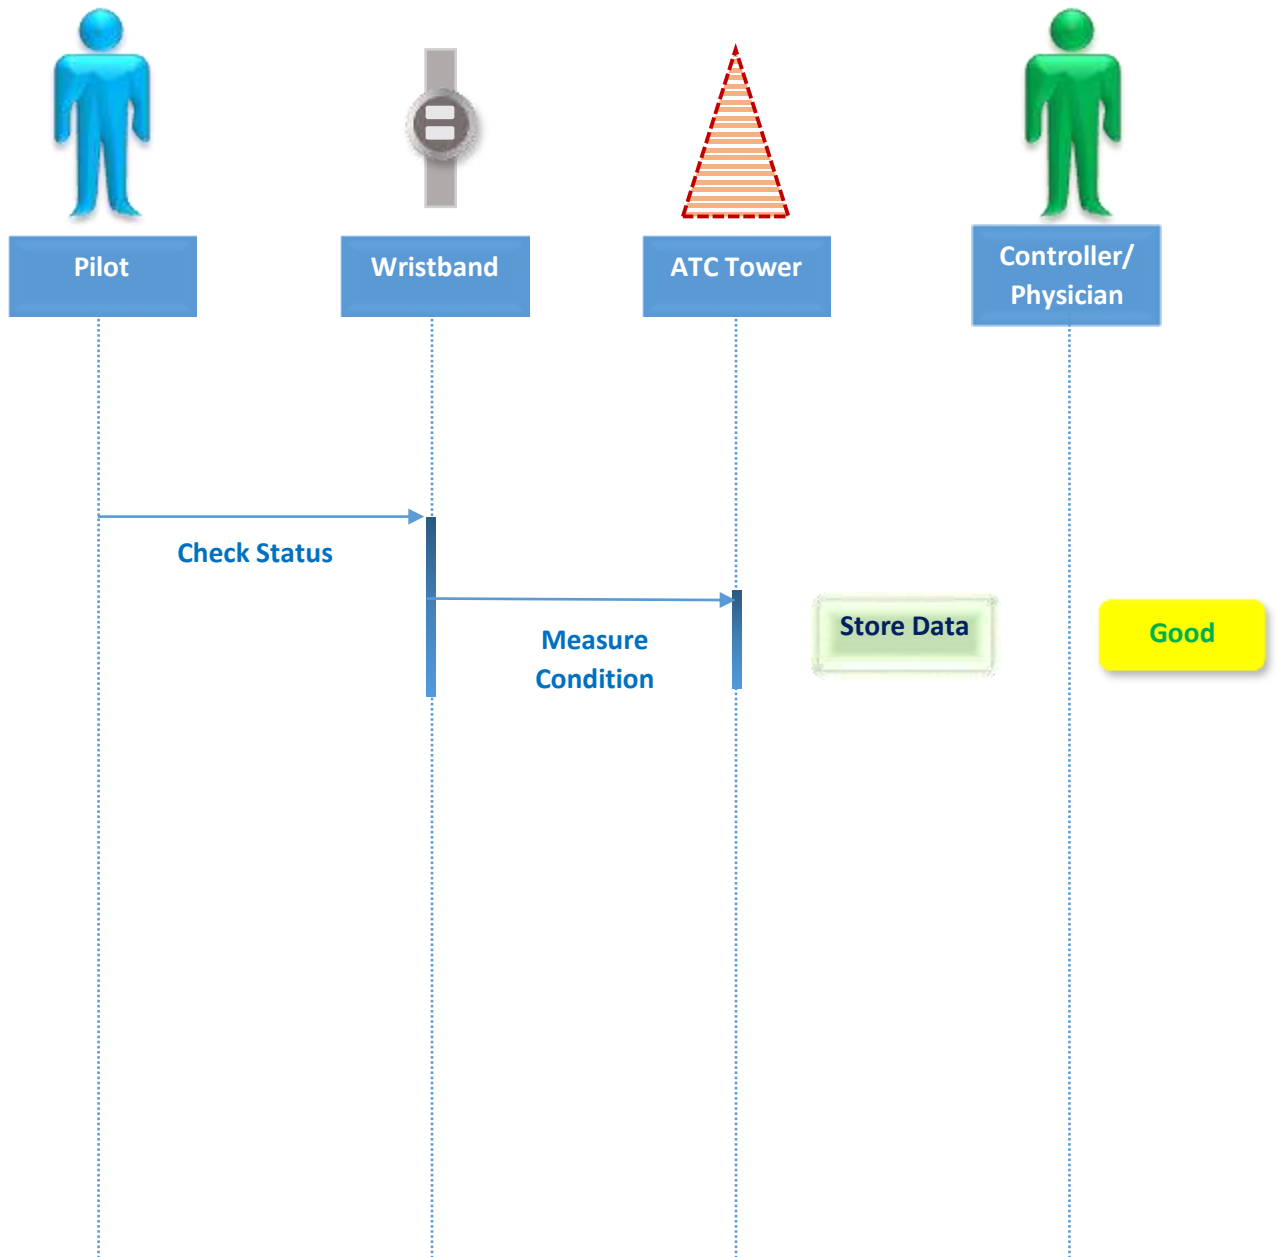 Pilot
Wristband
ATC Tower
Controller/
Physician
Check Status
Measure
Condition
Store Data
Good